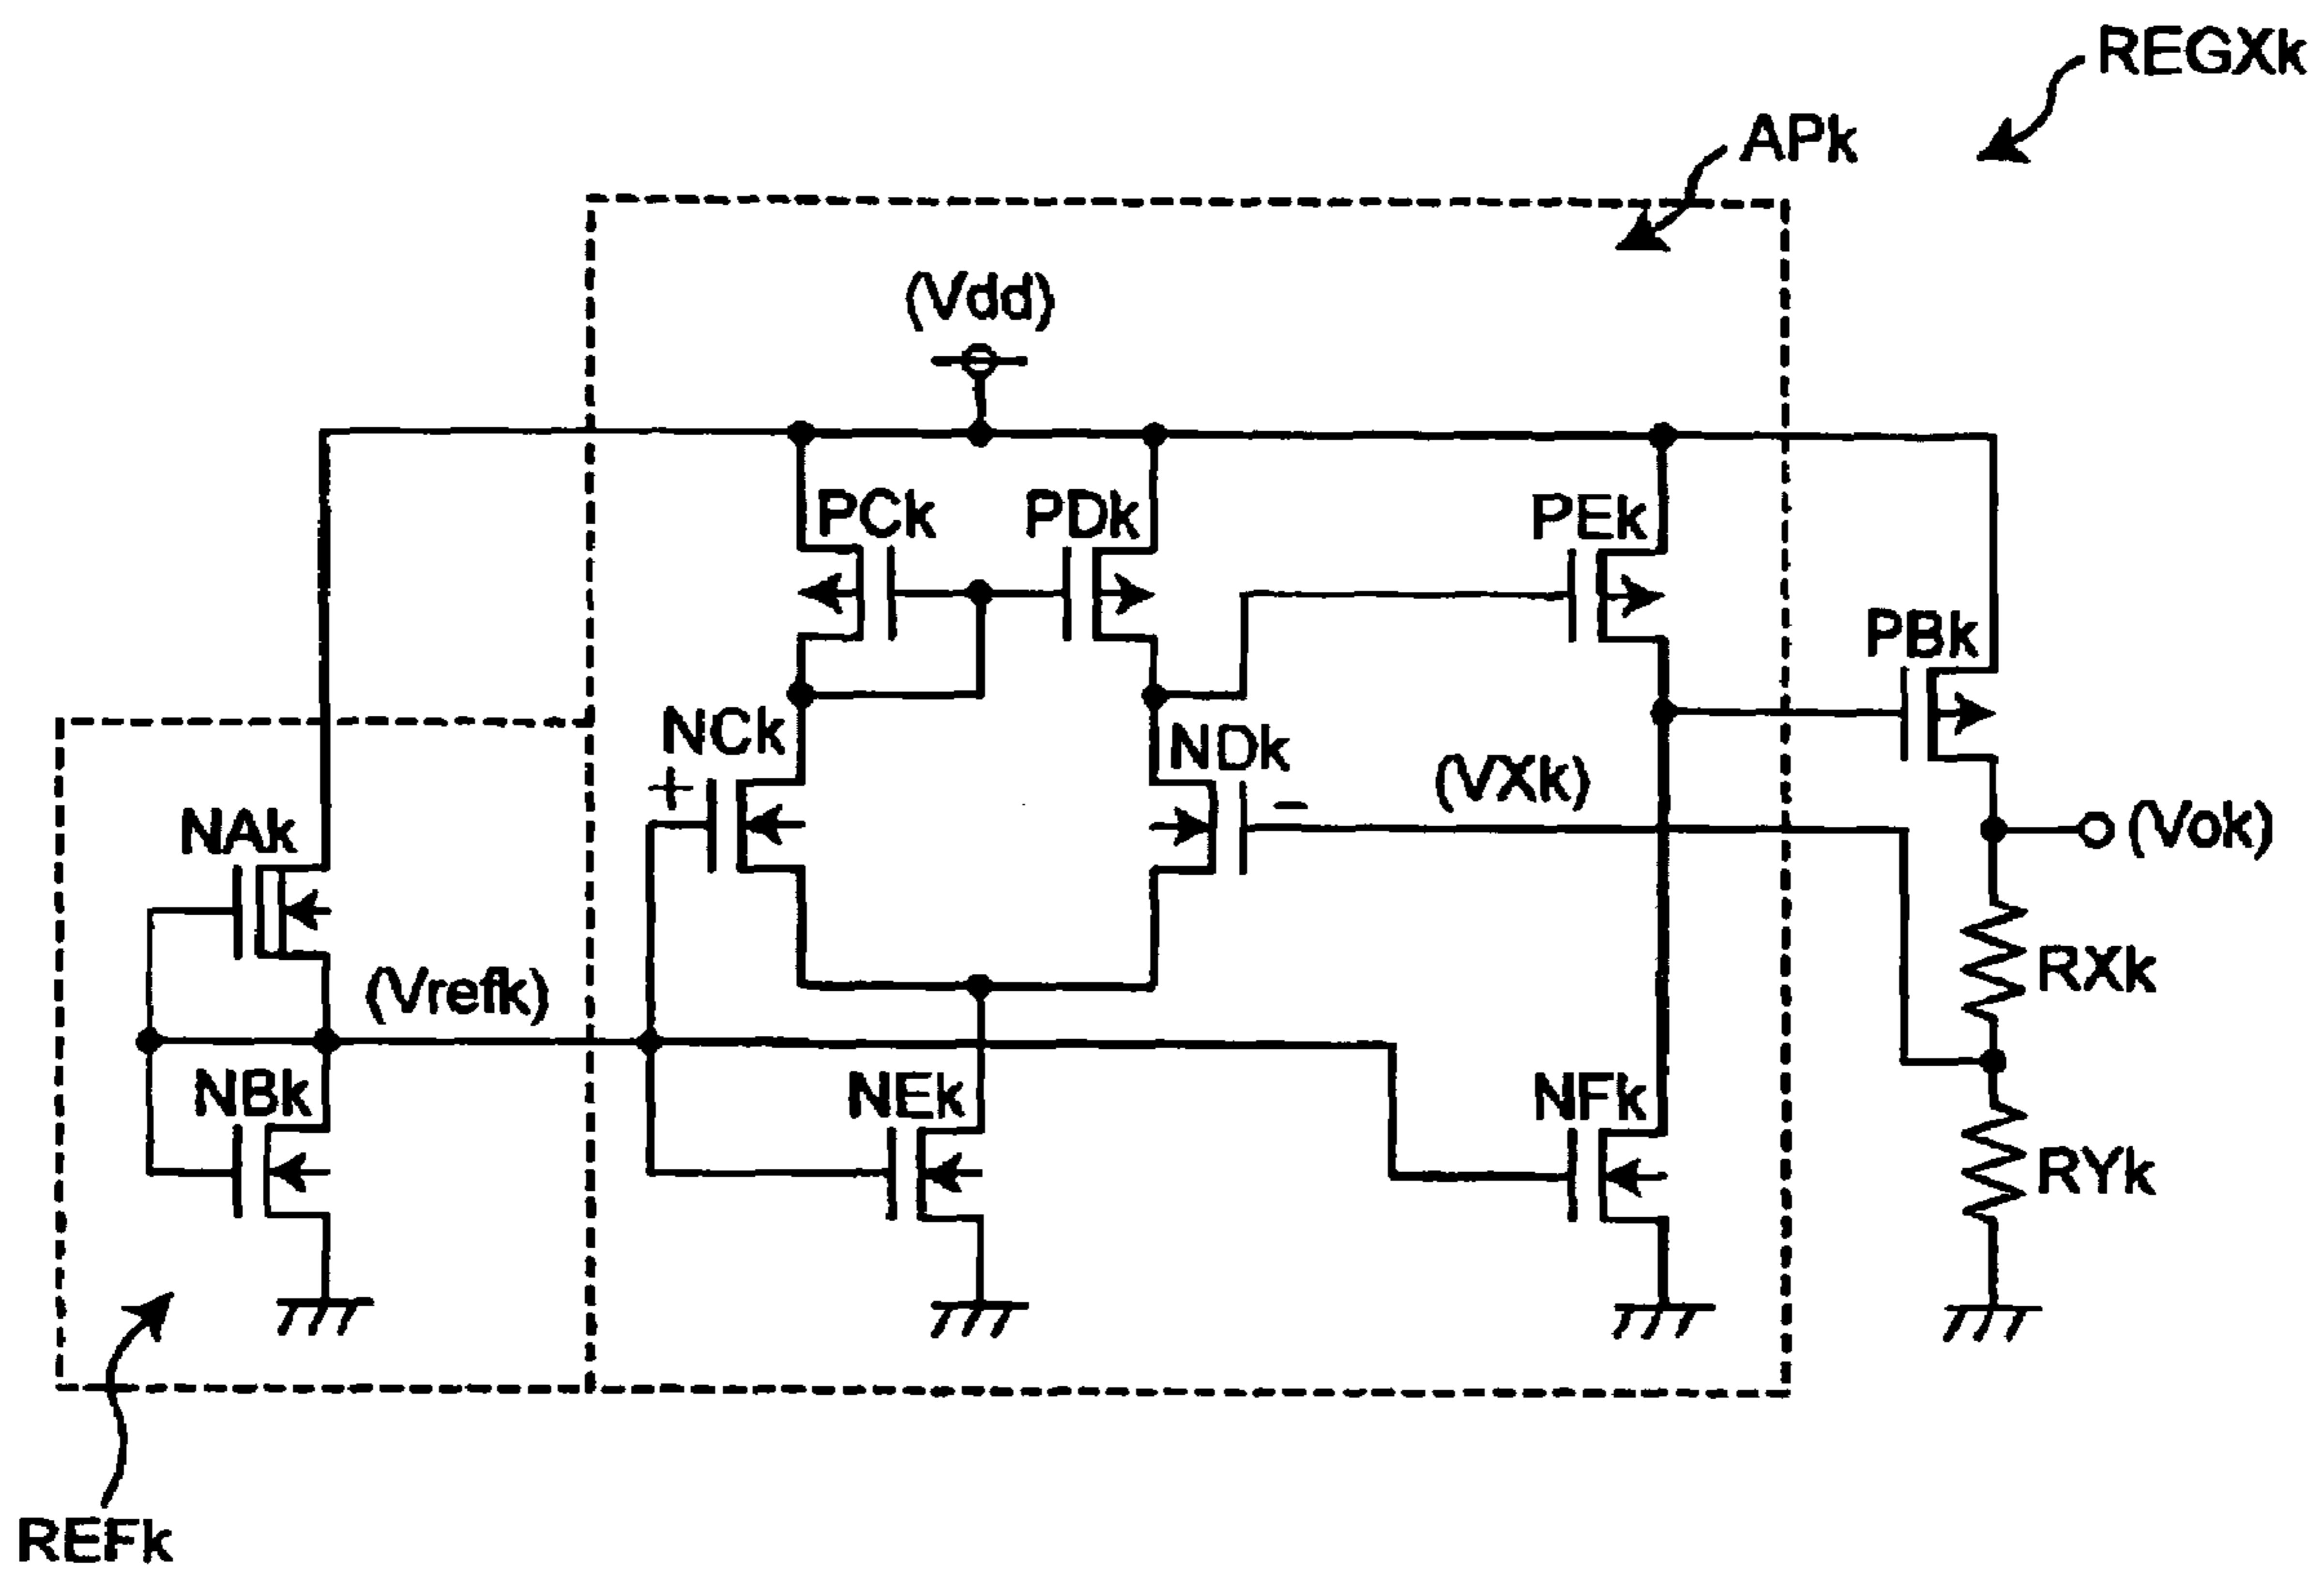 REGXk
APk
(Vdd)
PCk
PDk
PEk
PBk
NCk
NDk
+
−
(VXk)
(Vok)
NAk
(Vrefk)
RXk
NBk
NEk
NFk
RYk
REFk